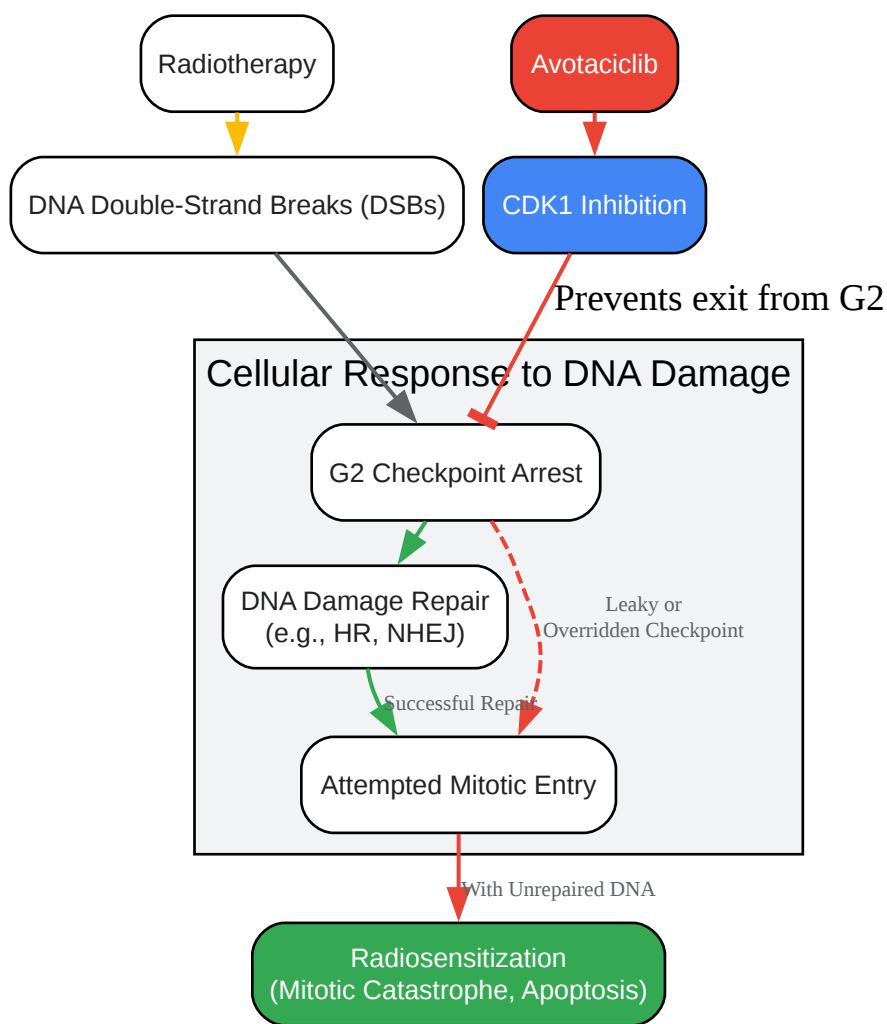 Radiotherapy
Avotaciclib
DNA Double-Strand Breaks (DSBs)
CDK1 Inhibition
Prevents exit from G2
Cellular Response to DNA Damage
G2 Checkpoint Arrest
DNA Damage Repair
(e.g., HR, NHEJ)
Leaky or
Overridden Checkpoint
Successful Repair
Attempted Mitotic Entry
With Unrepaired DNA
Radiosensitization
(Mitotic Catastrophe, Apoptosis)